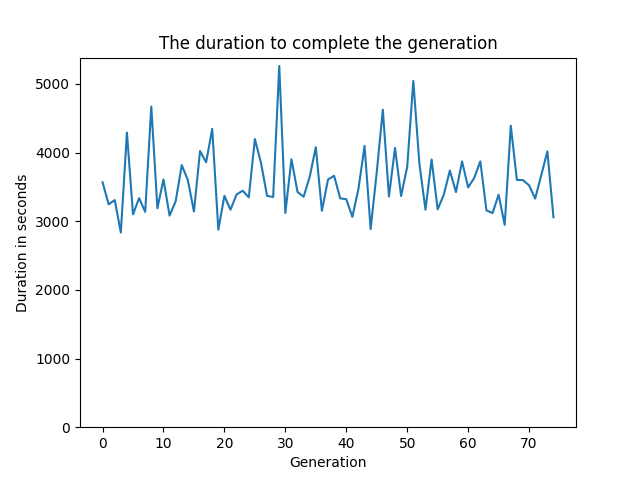 The duration to complete the generation
Duration in seconds
5000
4000
3000
2000
1000
0
0 10 20 30 40 50 60 70
Generation